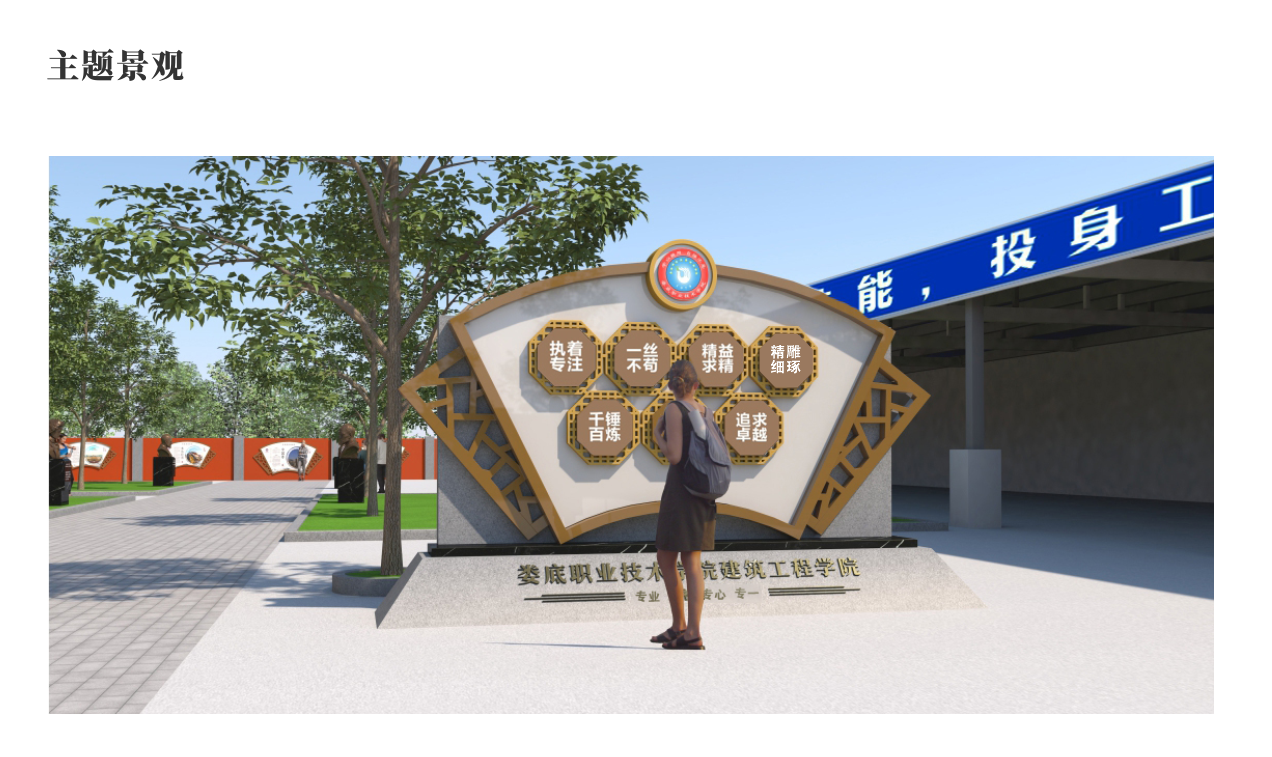 主题景观
能，投身工
执着
专注
一丝
不苟
精益
求精
精雕
细琢
千锤
百炼
追求
卓越
娄底职业技术学院建筑工程学院
专业 专心 专一